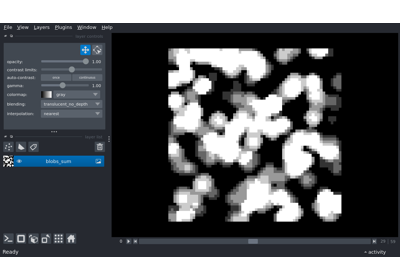 File View Layers Plugins Window Help
opacity: 1.00
contrast limits:
auto-contrast: once continuous
gamma: 1.00
colormap: gray
blending: translucent_no_depth
interpolation: nearest
blobs_sum
Ready
activity